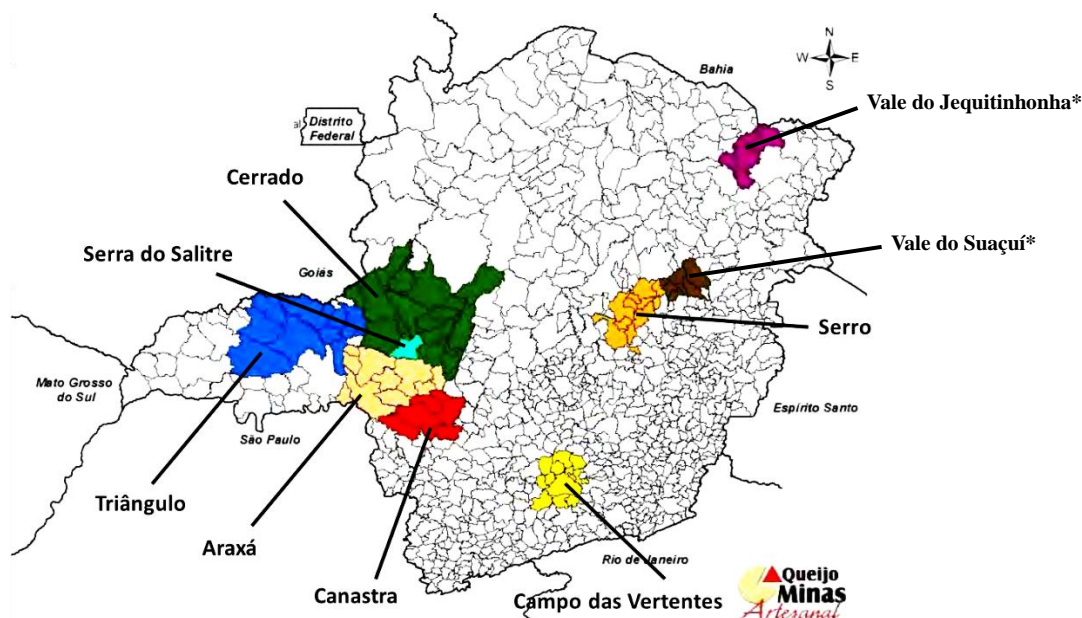 N
W E
S
Bahia
Vale do Jequitinhonha*
al
Distrito
Federal
Cerrado
Serra do Salitre
Goiás
Vale do Suaçuí*
Serro
Mato Grosso
do Sul
Espírito Santo
São Paulo
Triângulo
Araxá
Rio de Janeiro
Canastra
Campo das Vertentes
Queijo
Minas
Artesanal